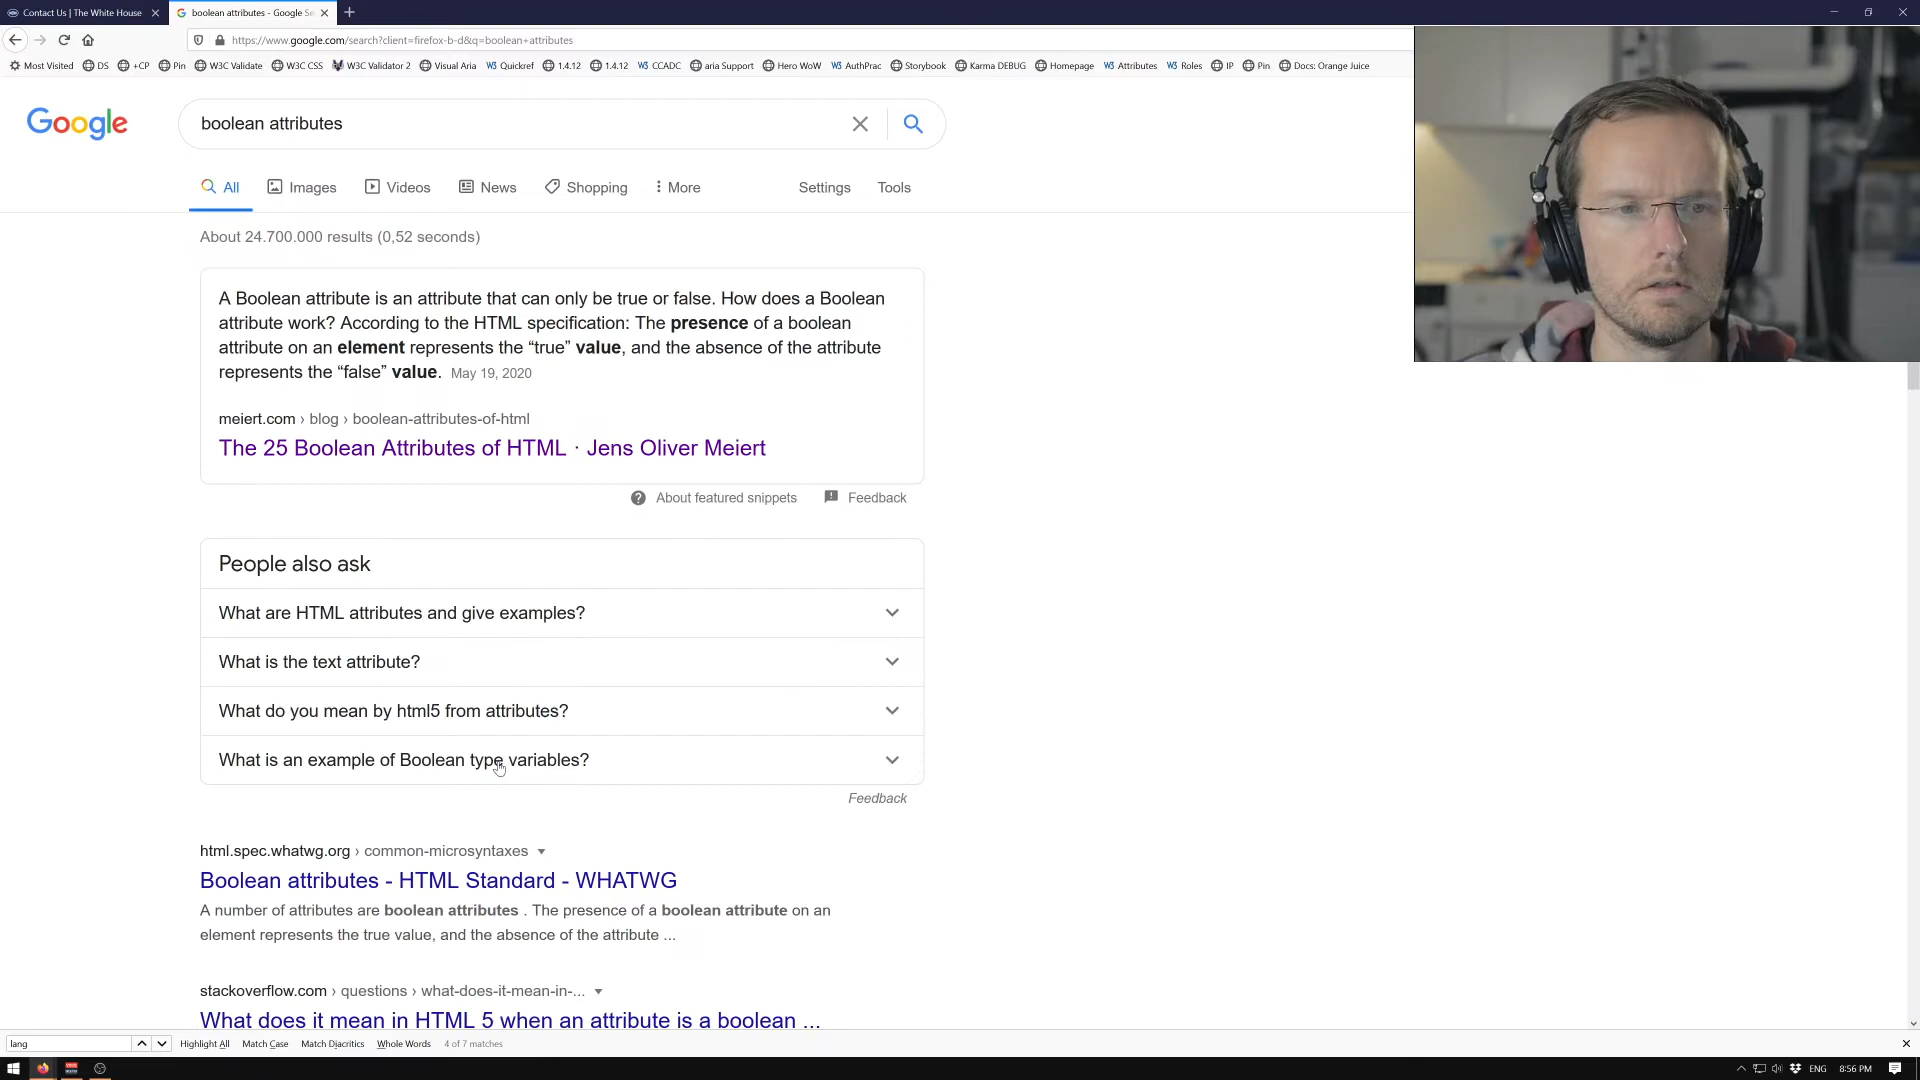 Contact Us | The White House
boolean attributes - Google Se
https://www.google.com/search?client=firefox-b-d&q=boolean+attributes
Most Visited DS +CP Pin W3C Validate W3C CSS W3C Validator 2 Visual Aria Quickref 1.4.12 1.4.12 CCADC aria Support Hero WoW AuthPrac Storybook Karma DEBUG Homepage Attributes Roles IP Pin Docs: Orange Juice
Google
boolean attributes
All Images Videos News Shopping More Settings Tools
About 24.700.000 results (0,52 seconds)
A Boolean attribute is an attribute that can only be true or false. How does a Boolean
attribute work? According to the HTML specification: The presence of a boolean
attribute on an element represents the “true” value, and the absence of the attribute
represents the “false” value. May 19, 2020
meiert.com › blog › boolean-attributes-of-html
The 25 Boolean Attributes of HTML · Jens Oliver Meiert
About featured snippets Feedback
People also ask
What are HTML attributes and give examples?
What is the text attribute?
What do you mean by html5 from attributes?
What is an example of Boolean type variables?
Feedback
html.spec.whatwg.org › common-microsyntaxes
Boolean attributes - HTML Standard - WHATWG
A number of attributes are boolean attributes . The presence of a boolean attribute on an
element represents the true value, and the absence of the attribute ...
stackoverflow.com › questions › what-does-it-mean-in-...
What does it mean in HTML 5 when an attribute is a boolean ...
lang Highlight All Match Case Match Diacritics Whole Words 4 of 7 matches
ENG 8:56 PM